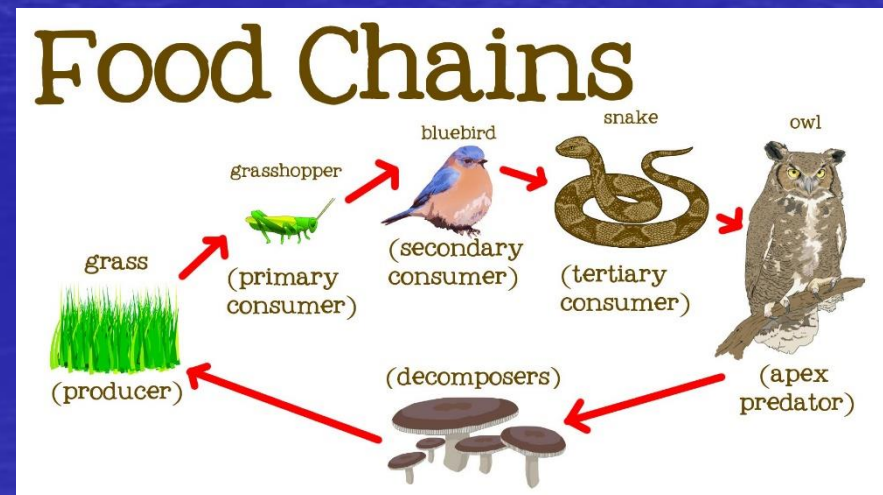 Food Chains
grass
(producer)
grasshopper
(primary
consumer)
bluebird
(secondary
consumer)
snake
(tertiary
consumer)
owl
(apex
predator)
(decomposers)